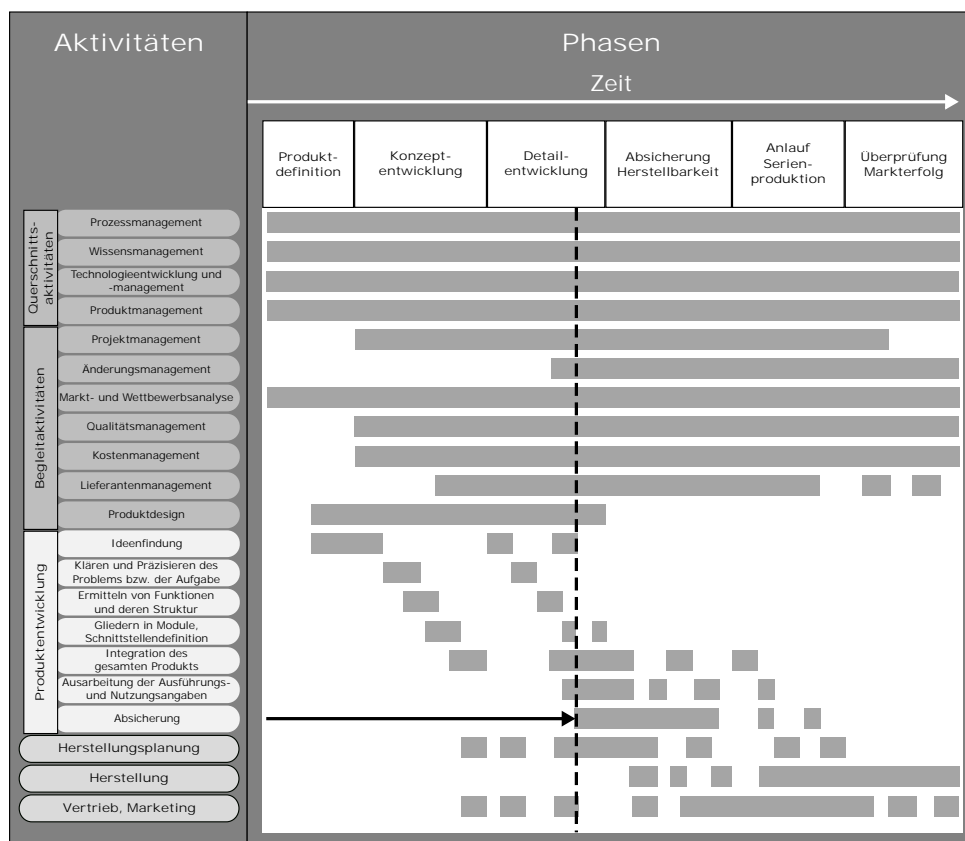 Aktivitäten
Phasen
Zeit
Produkt-
definition
Konzept-
entwicklung
Detail-
entwicklung
Absicherung
Herstellbarkeit
Anlauf
Serien-
produktion
Überprüfung
Markterfolg
Querschnitts-
aktivitäten
Prozessmanagement
Wissensmanagement
Technologieentwicklung und
-management
Produktmanagement
Begleitaktivitäten
Projektmanagement
Änderungsmanagement
Markt- und Wettbewerbsanalyse
Qualitätsmanagement
Kostenmanagement
Lieferantenmanagement
Produktdesign
Produktentwicklung
Ideenfindung
Klären und Präzisieren des
Problems bzw. der Aufgabe
Ermitteln von Funktionen
und deren Struktur
Gliedern in Module,
Schnittstellendefinition
Integration des
gesamten Produkts
Ausarbeitung der Ausführungs-
und Nutzungsangaben
Absicherung
Herstellungsplanung
Herstellung
Vertrieb, Marketing